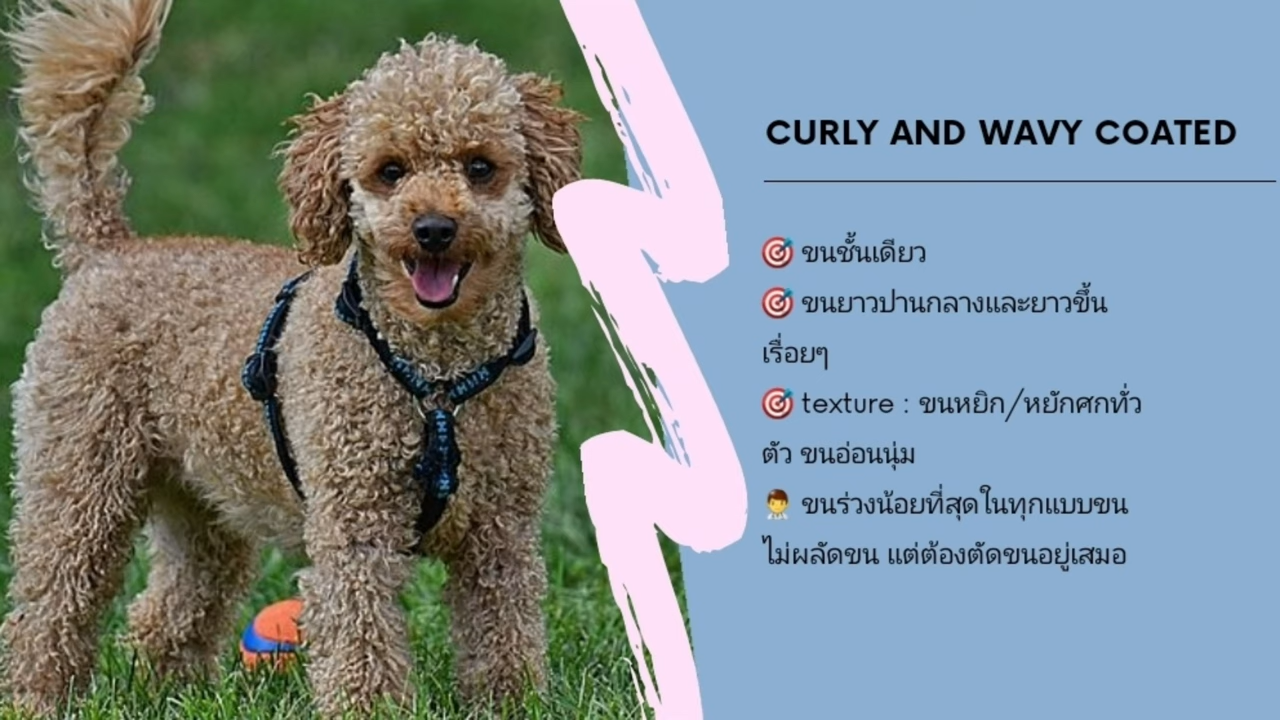 CURLY AND WAVY COATED
🎯 ขนชั้นเดียว
🎯 ขนยาวปานกลางและยาวขึ้น
เรื่อยๆ
🎯 texture : ขนหยิก/หยักศกทั่ว
ตัว ขนอ่อนนุ่ม
👨‍⚕️ ขนร่วงน้อยที่สุดในทุกแบบขน
ไม่ผลัดขน แต่ต้องตัดขนอยู่เสมอ